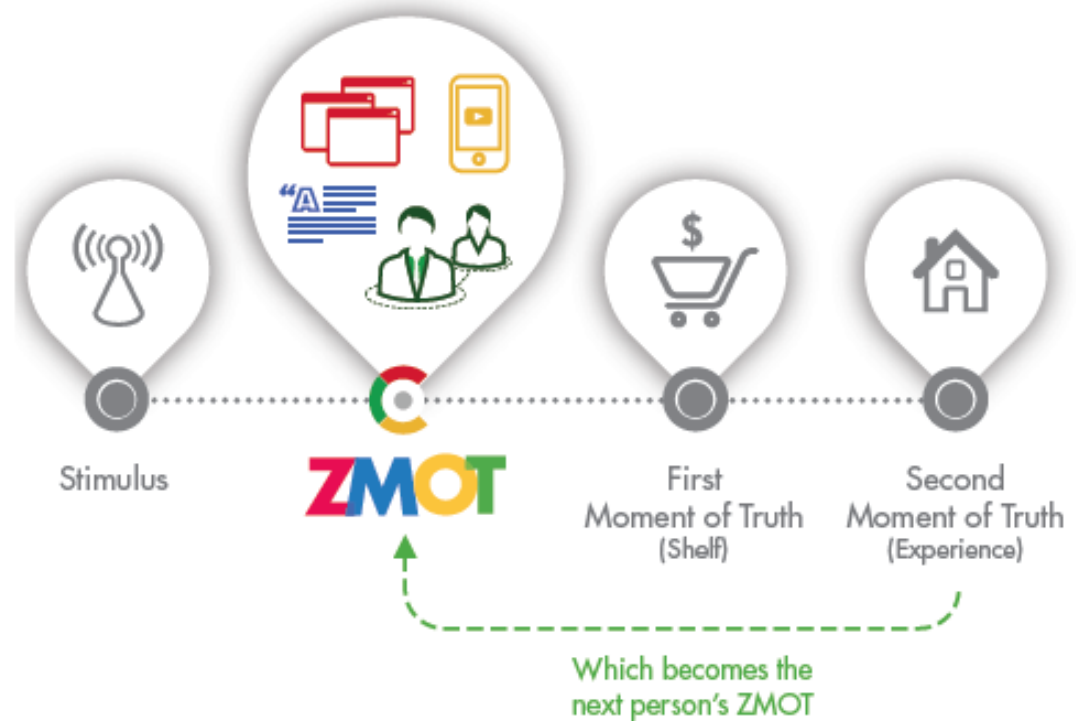 “A
$
Stimulus
ZMOT
First
Moment of Truth
(Shelf)
Second
Moment of Truth
(Experience)
Which becomes the
next person's ZMOT